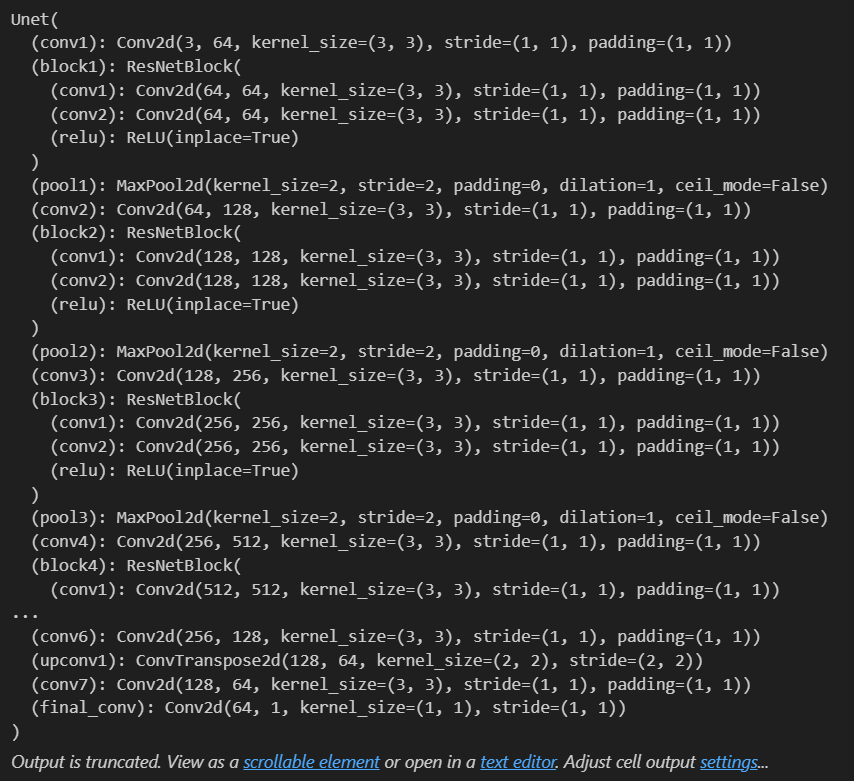 Unet(
  (conv1): Conv2d(3, 64, kernel_size=(3, 3), stride=(1, 1), padding=(1, 1))
  (block1): ResNetBlock(
    (conv1): Conv2d(64, 64, kernel_size=(3, 3), stride=(1, 1), padding=(1, 1))
    (conv2): Conv2d(64, 64, kernel_size=(3, 3), stride=(1, 1), padding=(1, 1))
    (relu): ReLU(inplace=True)
  )
  (pool1): MaxPool2d(kernel_size=2, stride=2, padding=0, dilation=1, ceil_mode=False)
  (conv2): Conv2d(64, 128, kernel_size=(3, 3), stride=(1, 1), padding=(1, 1))
  (block2): ResNetBlock(
    (conv1): Conv2d(128, 128, kernel_size=(3, 3), stride=(1, 1), padding=(1, 1))
    (conv2): Conv2d(128, 128, kernel_size=(3, 3), stride=(1, 1), padding=(1, 1))
    (relu): ReLU(inplace=True)
  )
  (pool2): MaxPool2d(kernel_size=2, stride=2, padding=0, dilation=1, ceil_mode=False)
  (conv3): Conv2d(128, 256, kernel_size=(3, 3), stride=(1, 1), padding=(1, 1))
  (block3): ResNetBlock(
    (conv1): Conv2d(256, 256, kernel_size=(3, 3), stride=(1, 1), padding=(1, 1))
    (conv2): Conv2d(256, 256, kernel_size=(3, 3), stride=(1, 1), padding=(1, 1))
    (relu): ReLU(inplace=True)
  )
  (pool3): MaxPool2d(kernel_size=2, stride=2, padding=0, dilation=1, ceil_mode=False)
  (conv4): Conv2d(256, 512, kernel_size=(3, 3), stride=(1, 1), padding=(1, 1))
  (block4): ResNetBlock(
    (conv1): Conv2d(512, 512, kernel_size=(3, 3), stride=(1, 1), padding=(1, 1))
...
  (conv6): Conv2d(256, 128, kernel_size=(3, 3), stride=(1, 1), padding=(1, 1))
  (upconv1): ConvTranspose2d(128, 64, kernel_size=(2, 2), stride=(2, 2))
  (conv7): Conv2d(128, 64, kernel_size=(3, 3), stride=(1, 1), padding=(1, 1))
  (final_conv): Conv2d(64, 1, kernel_size=(1, 1), stride=(1, 1))
)
Output is truncated. View as a scrollable element or open in a text editor. Adjust cell output settings...